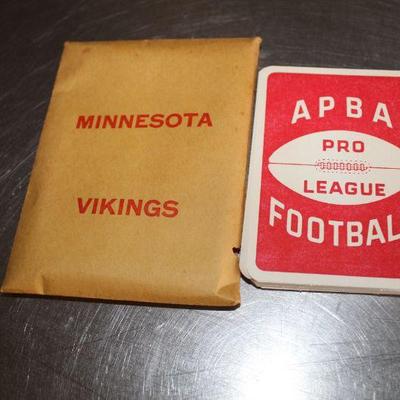 MINNESOTA
VIKINGS
APBA
PRO
LEAGUE
FOOTBAL